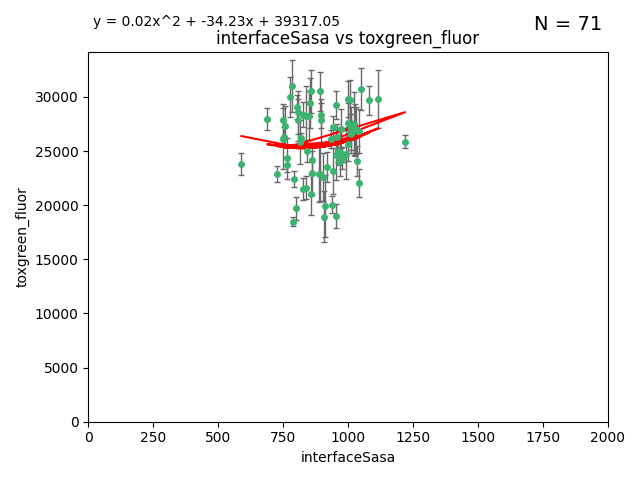 y = 0.02x^2 + -34.23x + 39317.05
N = 71
interfaceSasa vs toxgreen_fluor
toxgreen_fluor
30000
25000
20000
15000
10000
5000
0
0 250 500 750 1000 1250 1500 1750 2000
interfaceSasa